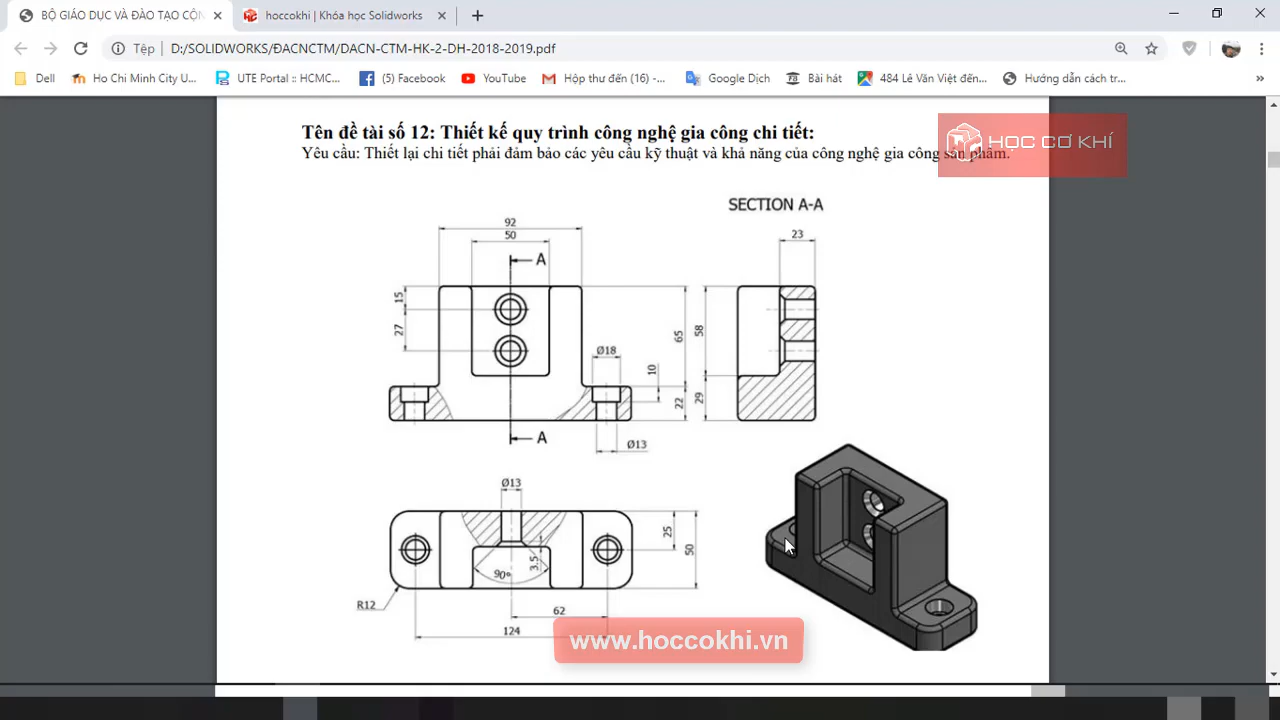 BỘ GIÁO DỤC VÀ ĐÀO TẠO CỘN
hoccokhi | Khóa học Solidworks
Tệp | D:/SOLIDWORKS/ĐACNCTM/DACN-CTM-HK-2-DH-2018-2019.pdf
Dell
Ho Chi Minh City U...
UTE Portal :: HCMC...
(5) Facebook
YouTube
Hộp thư đến (16) -...
Google Dịch
Bài hát
484 Lê Văn Việt đến...
Hướng dẫn cách tr...
»
Tên đề tài số 12: Thiết kế quy trình công nghệ gia công chi tiết:
Yêu cầu: Thiết lại chi tiết phải đảm bảo các yêu cầu kỹ thuật và khả năng của công nghệ gia công sản phẩm.
HỌC CƠ KHÍ
SECTION A-A
92
50
23
A
15
27
65
58
Ø18
10
22
29
A
Ø13
Ø13
25
50
3.5
90°
R12
62
124
www.hoccokhi.vn